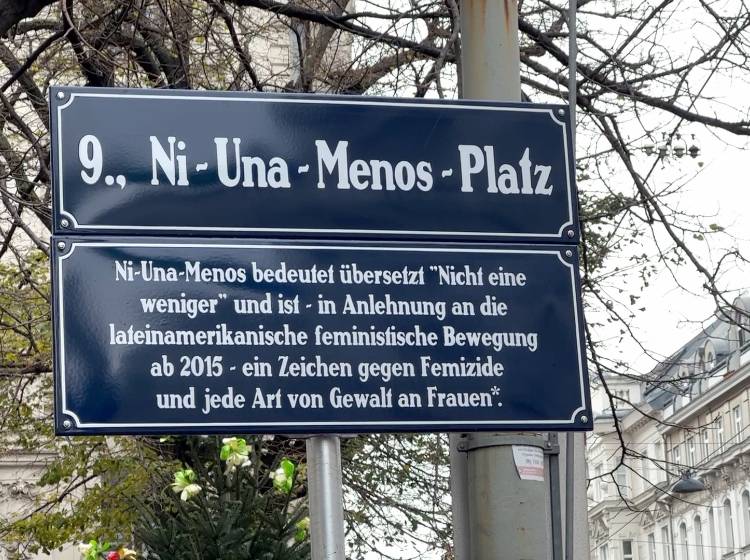 9., Ni-Una-Menos-Platz
Ni-Una-Menos bedeutet übersetzt "Nicht eine
weniger" und ist - in Anlehnung an die
lateinamerikanische feministische Bewegung
ab 2015 - ein Zeichen gegen Femizide
und jede Art von Gewalt an Frauen*.